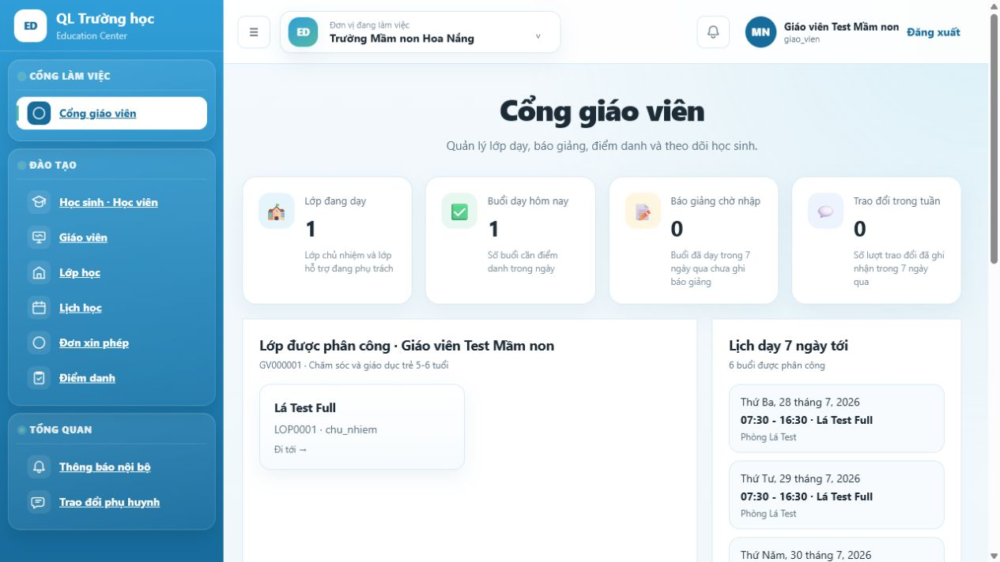 ED
QL Trường học
Education Center
CỔNG LÀM VIỆC
Cổng giáo viên
ĐÀO TẠO
Học sinh · Học viên
Giáo viên
Lớp học
Lịch học
Đơn xin phép
Điểm danh
TỔNG QUAN
Thông báo nội bộ
Trao đổi phụ huynh
ED
Đơn vị đang làm việc
Trường Mầm non Hoa Nắng
MN
Giáo viên Test Mầm non
giao_vien
Đăng xuất
Cổng giáo viên
Quản lý lớp dạy, báo giảng, điểm danh và theo dõi học sinh.
Lớp đang dạy
1
Lớp chủ nhiệm và lớp
hỗ trợ đang phụ trách
Buổi dạy hôm nay
1
Số buổi cần điểm
danh trong ngày
Báo giảng chờ nhập
0
Buổi đã dạy trong 7
ngày qua chưa ghi
báo giảng
Trao đổi trong tuần
0
Số lượt trao đổi đã ghi
nhận trong 7 ngày
qua
Lớp được phân công · Giáo viên Test Mầm non
GV000001 · Chăm sóc và giáo dục trẻ 5-6 tuổi
Lá Test Full
LOP0001 · chu_nhiem
Đi tới →
Lịch dạy 7 ngày tới
6 buổi được phân công
Thứ Ba, 28 tháng 7, 2026
07:30 - 16:30 · Lá Test Full
Phòng Lá Test
Thứ Tư, 29 tháng 7, 2026
07:30 - 16:30 · Lá Test Full
Phòng Lá Test
Thứ Năm, 30 tháng 7, 2026